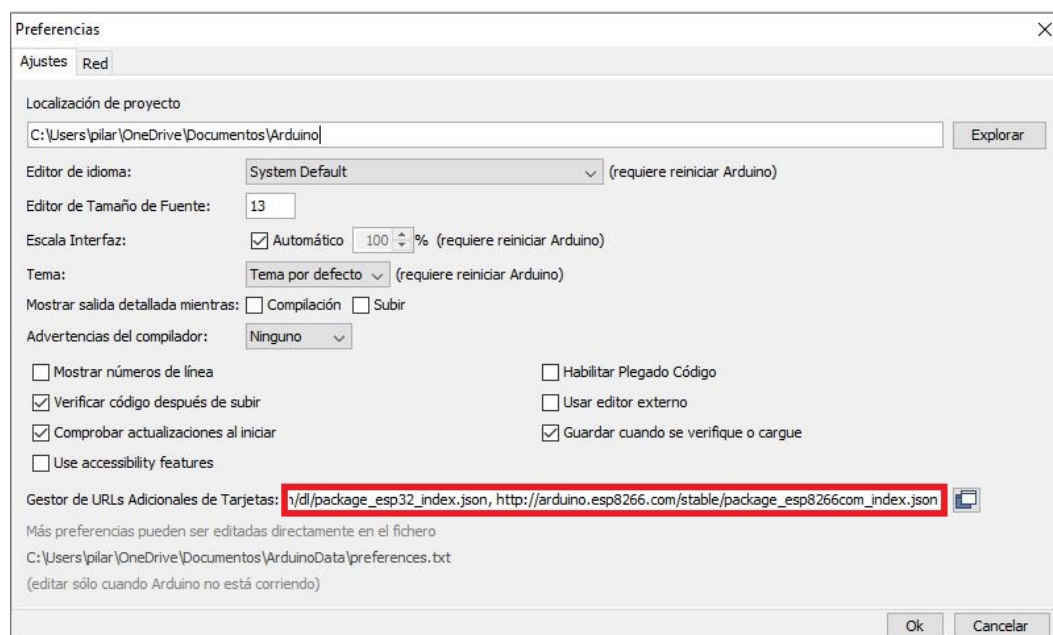 Preferencias
Ajustes Red
Localización de proyecto
C:\Users\pilar\OneDrive\Documentos\Arduino Explorar
Editor de idioma: System Default (requiere reiniciar Arduino)
Editor de Tamaño de Fuente: 13
Escala Interfaz: Automático 100 % (requiere reiniciar Arduino)
Tema: Tema por defecto (requiere reiniciar Arduino)
Mostrar salida detallada mientras: Compilación Subir
Advertencias del compilador: Ninguno
Mostrar números de línea Habilitar Plegado Código
Verificar código después de subir Usar editor externo
Comprobar actualizaciones al iniciar Guardar cuando se verifique o cargue
Use accessibility features
Gestor de URLs Adicionales de Tarjetas: /dl/package_esp32_index.json, http://arduino.esp8266.com/stable/package_esp8266com_index.json
Más preferencias pueden ser editadas directamente en el fichero
C:\Users\pilar\OneDrive\Documentos\ArduinoData\preferences.txt
(editar sólo cuando Arduino no está corriendo)
Ok Cancelar